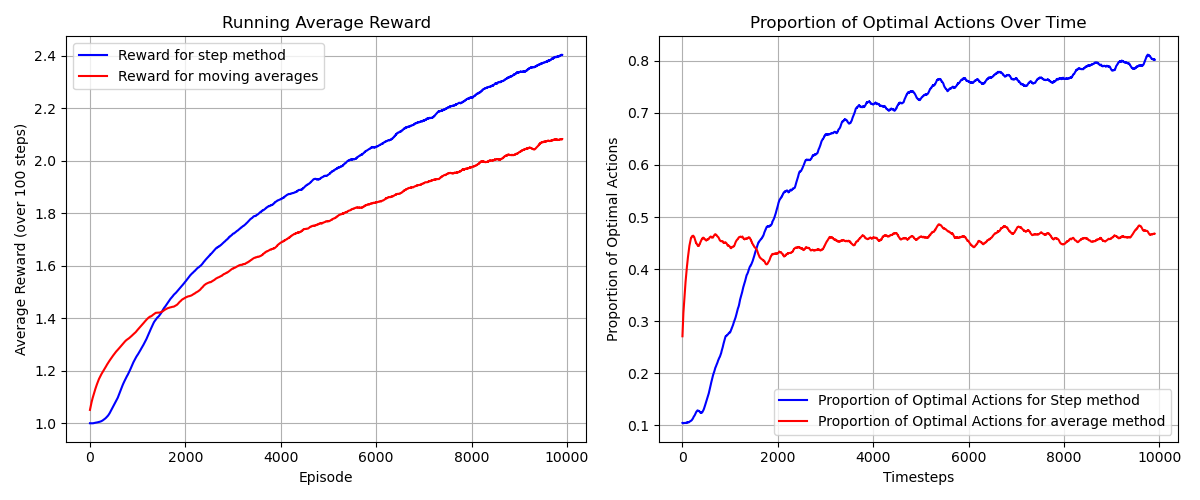 Running Average Reward
Reward for step method
Reward for moving averages
2.4
2.2
2.0
1.8
1.6
1.4
1.2
1.0
Average Reward (over 100 steps)
0
2000
4000
6000
8000
10000
Episode
Proportion of Optimal Actions Over Time
0.8
0.7
0.6
0.5
0.4
0.3
0.2
0.1
Proportion of Optimal Actions
Proportion of Optimal Actions for Step method
Proportion of Optimal Actions for average method
0
2000
4000
6000
8000
10000
Timesteps